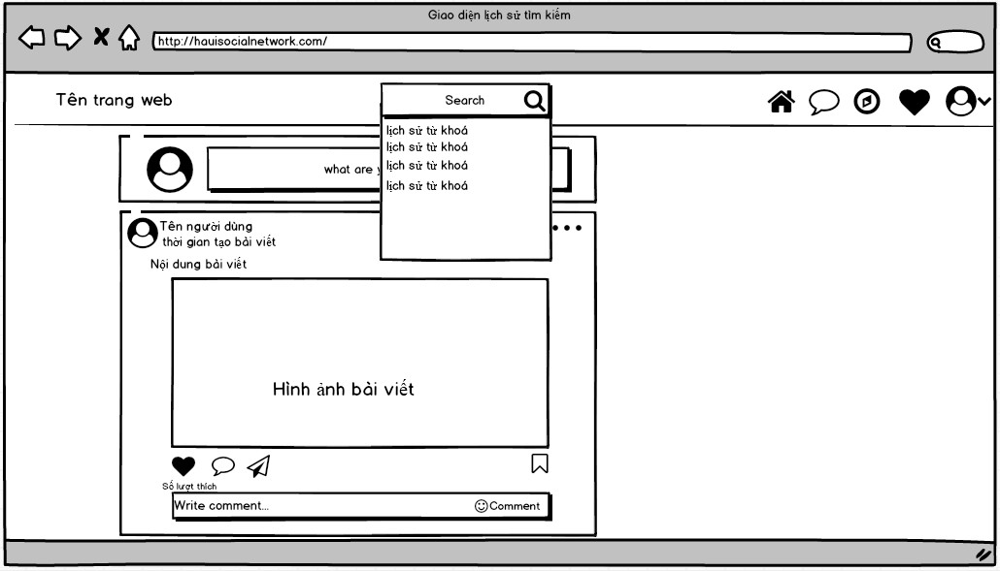 Giao diện lịch sử tìm kiếm
http://hauisocialnetwork.com/
Tên trang web
Search
lịch sử từ khoá
lịch sử từ khoá
lịch sử từ khoá
lịch sử từ khoá
what are
Tên người dùng
thời gian tạo bài viết
Nội dung bài viết
Hình ảnh bài viết
Số lượt thích
Write comment...
Comment